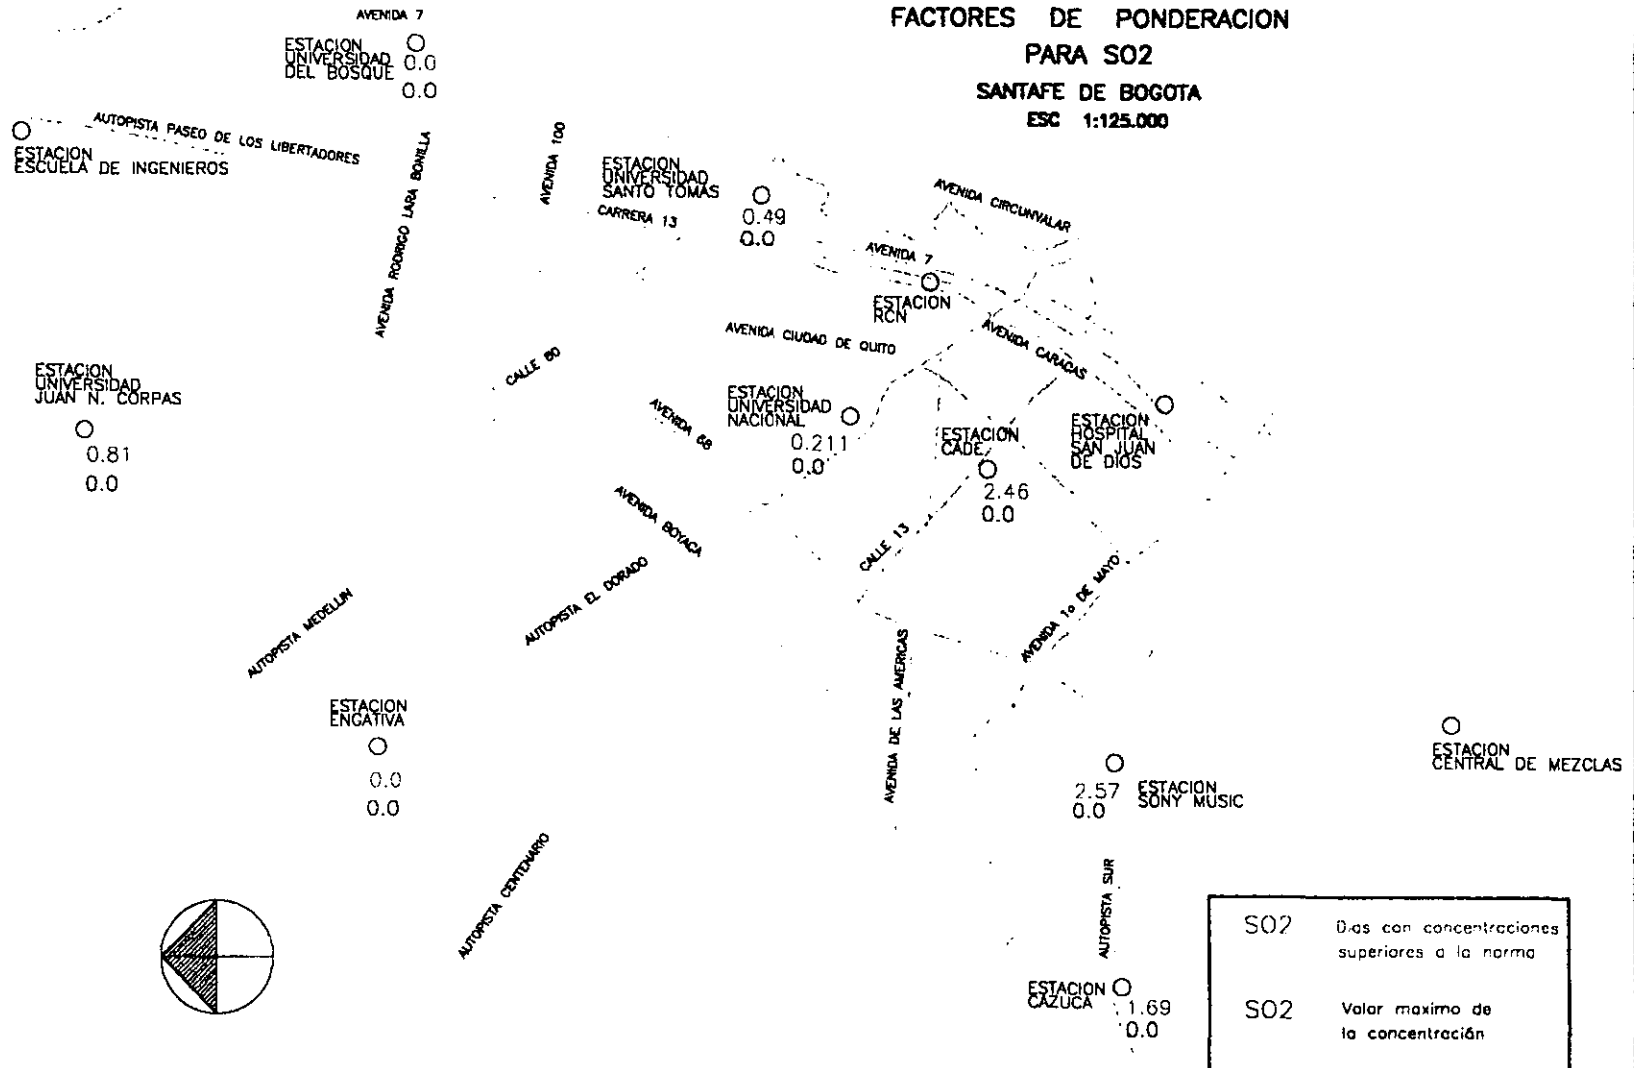 FACTORES DE PONDERACION
PARA SO2
SANTAFE DE BOGOTA
ESC 1:125.000
AVENIDA 7
ESTACION
UNIVERSIDAD
DEL BOSQUE
0.0
0.0
AUTOPISTA PASEO DE LOS LIBERTADORES
ESTACION
ESCUELA DE INGENIEROS
AVENIDA RODRIGO LARA BONILLA
AVENIDA 100
ESTACION
UNIVERSIDAD
SANTO TOMAS
0.49
0.0
CARRERA 13
AVENIDA CIRCUNVALAR
AVENIDA 7
ESTACION
RCN
AVENIDA CIUDAD DE QUITO
AVENIDA CARACAS
ESTACION
UNIVERSIDAD
JUAN N. CORPAS
0.81
0.0
CALLE 80
AVENIDA 68
ESTACION
UNIVERSIDAD
NACIONAL
0.211
0.0
ESTACION
CADE
2.46
0.0
ESTACION
HOSPITAL
SAN JUAN
DE DIOS
AVENIDA BOYACA
CALLE 13
AUTOPISTA EL DORADO
AVENIDA 1o DE MAYO
AUTOPISTA MEDELLIN
AVENIDA DE LAS AMERICAS
ESTACION
ENGATIVA
0.0
0.0
ESTACION
CENTRAL DE MEZCLAS
2.57
0.0
ESTACION
SONY MUSIC
AUTOPISTA CENTENARIO
AUTOPISTA SUR
ESTACION
CAZUCA
1.69
0.0
SO2 Dias con concentraciones
superiores a la norma
SO2 Valor maximo de
la concentración